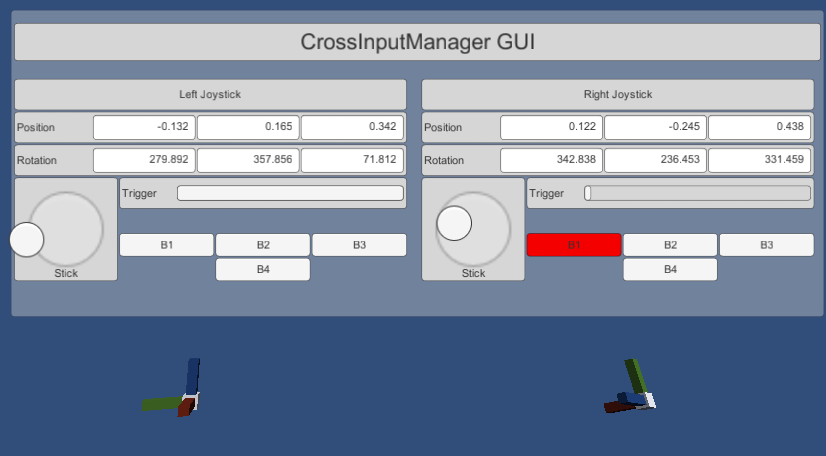 CrossInputManager GUI
Left Joystick
Position -0.132 0.165 0.342
Rotation 279.892 357.856 71.812
Trigger
B1 B2 B3
B4
Stick
Right Joystick
Position 0.122 -0.245 0.438
Rotation 342.838 236.453 331.459
Trigger
B1 B2 B3
B4
Stick